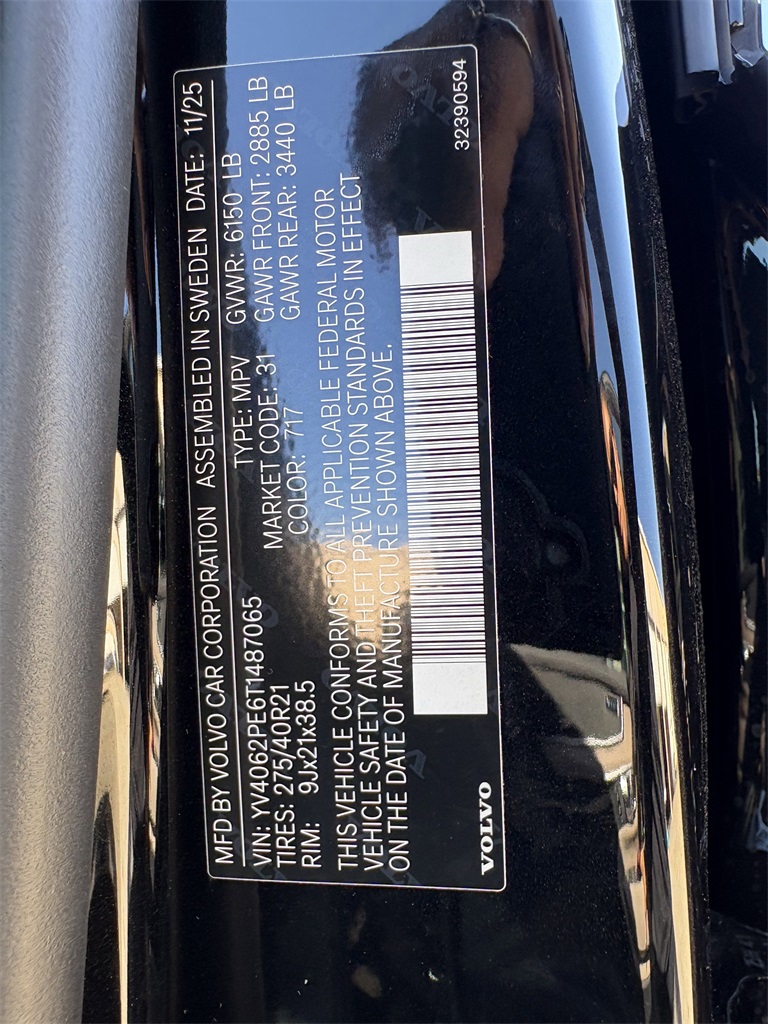 MFD BY VOLVO CAR CORPORATION ASSEMBLED IN SWEDEN DATE: 11/25
VIN: YV4062PE6T1487065 TYPE: MPV GVWR: 6150 LB
TIRES: 275/40R21 MARKET CODE: 31 GAWR FRONT: 2885 LB
RIM: 9Jx21x38.5 COLOR: 717 GAWR REAR: 3440 LB
THIS VEHICLE CONFORMS TO ALL APPLICABLE FEDERAL MOTOR
VEHICLE SAFETY AND THEFT PREVENTION STANDARDS IN EFFECT
ON THE DATE OF MANUFACTURE SHOWN ABOVE.
VOLVO 32390594